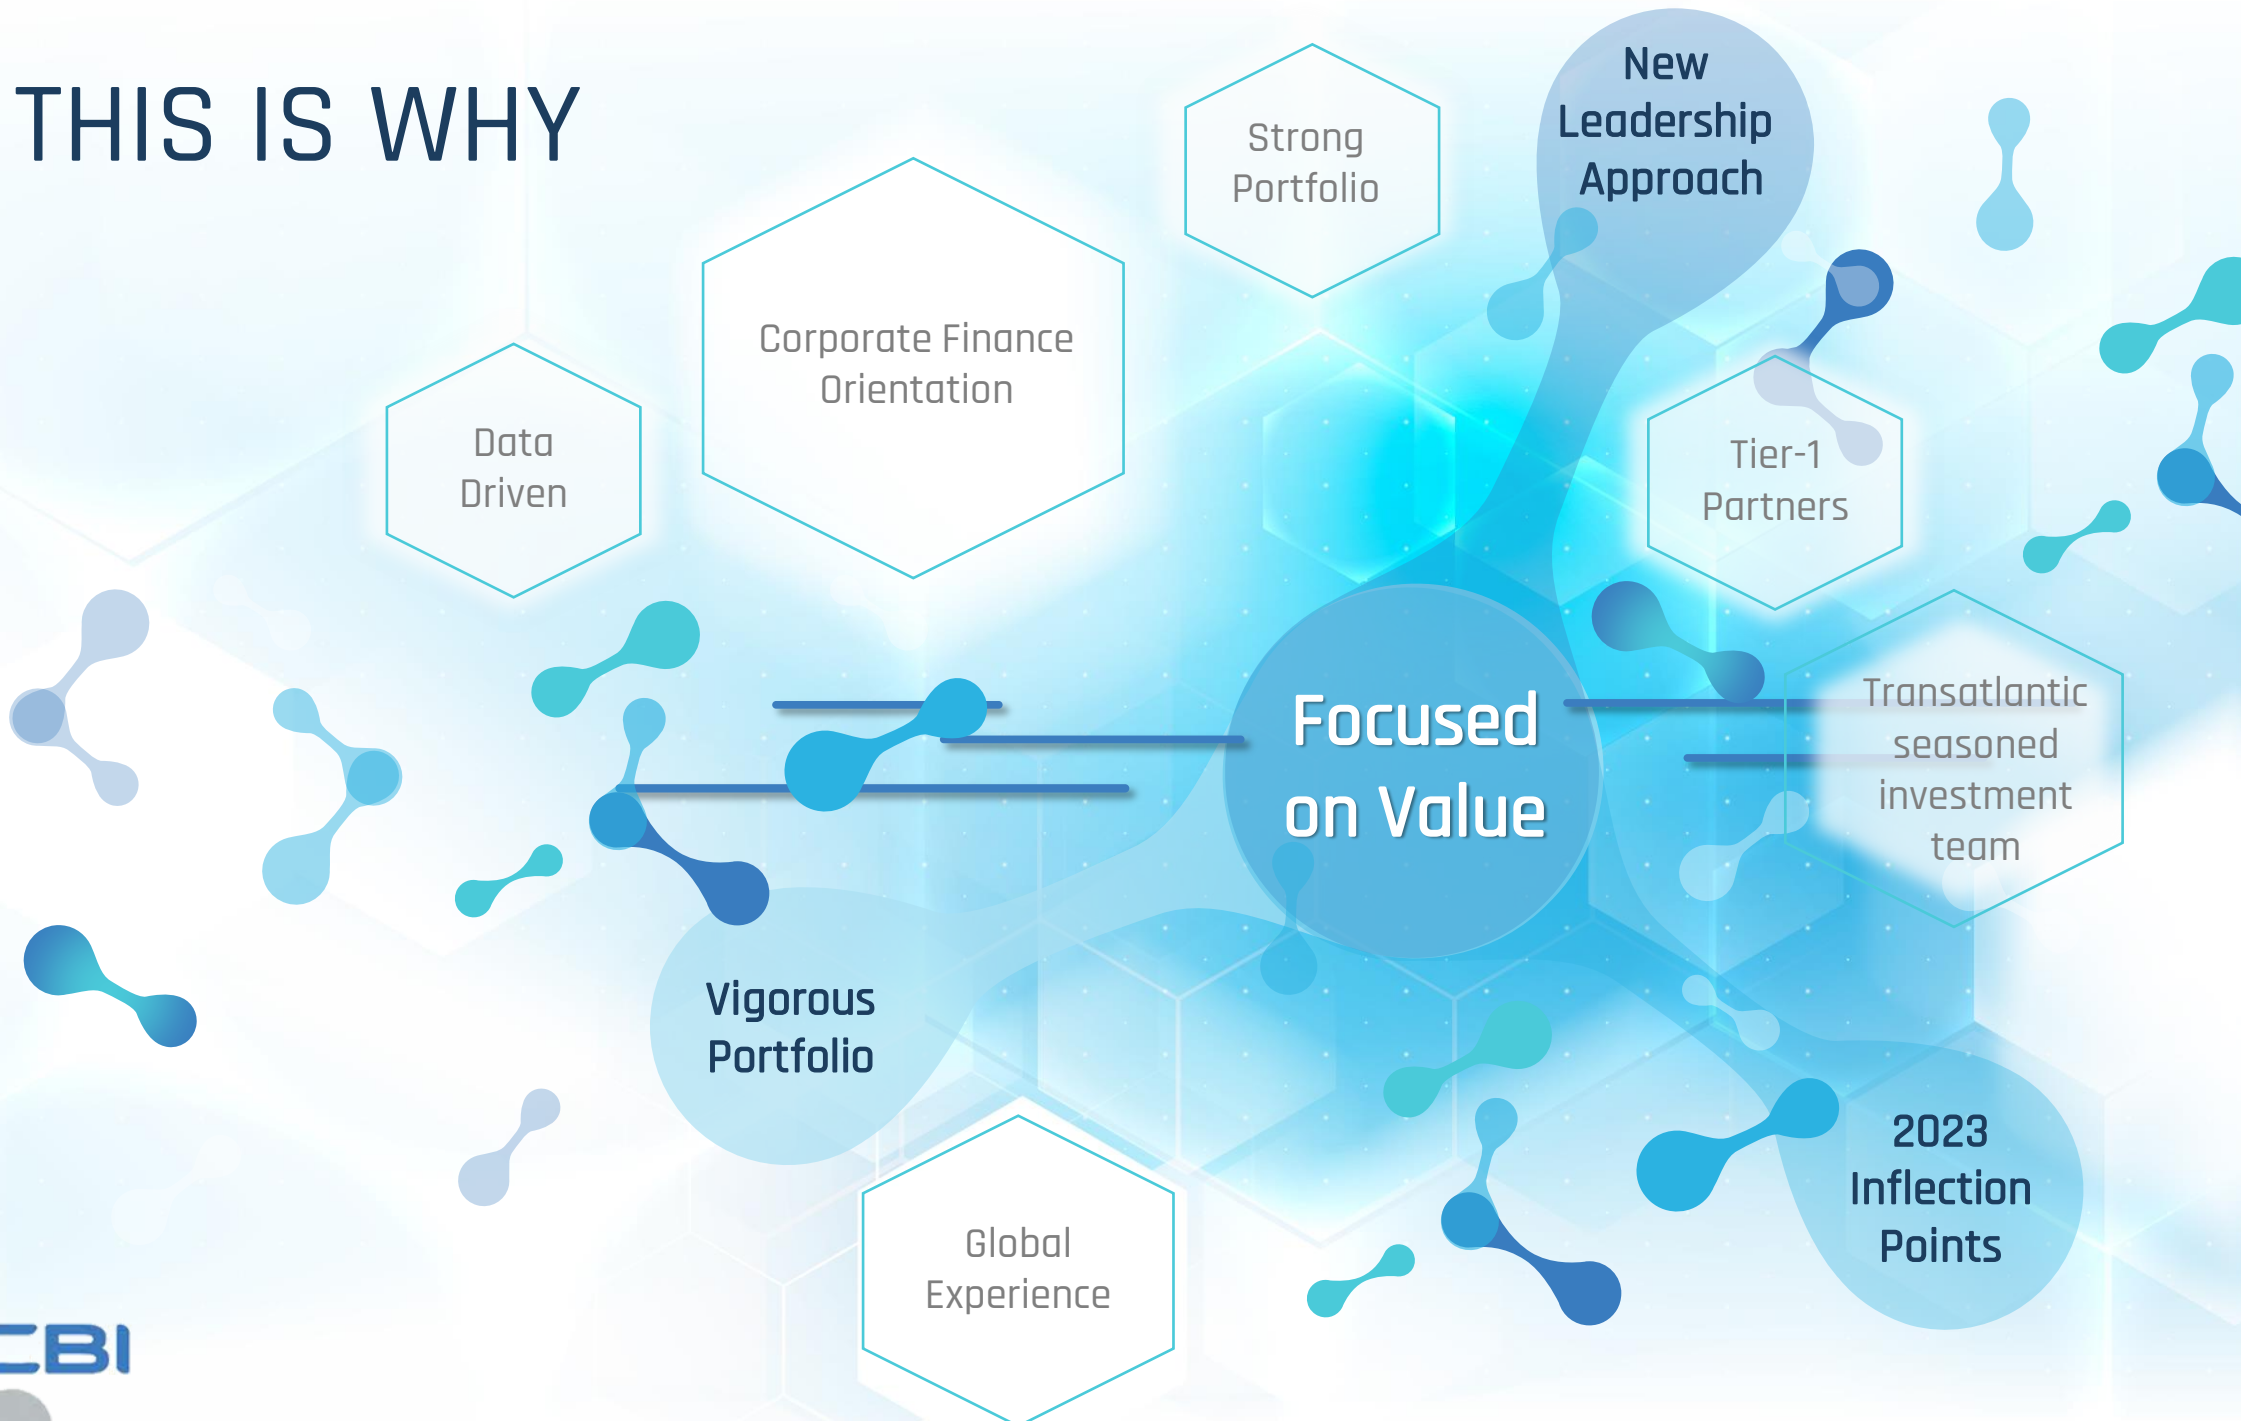 THIS IS WHY
New
Leadership
Approach
Strong
Portfolio
Corporate Finance
Orientation
Data
Driven
Tier-1
Partners
Focused
on Value
Transatlantic
seasoned
investment
team
Vigorous
Portfolio
2023
Inflection
Points
Global
Experience
CBI